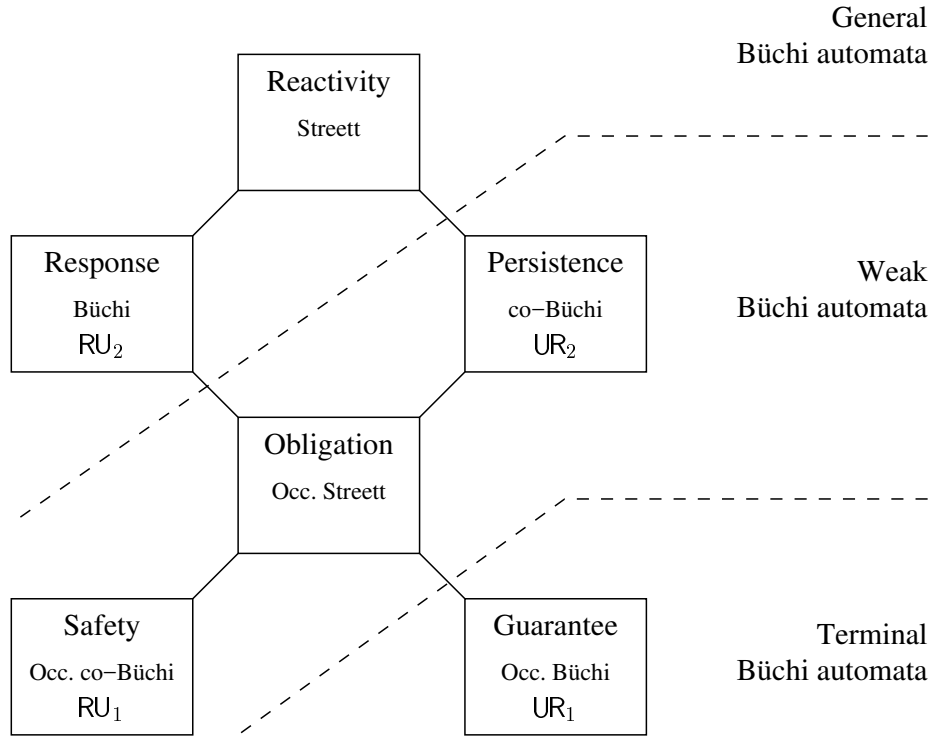 General
Büchi automata
Reactivity
Streett
Response
Büchi
RU₂
Persistence
co−Büchi
UR₂
Weak
Büchi automata
Obligation
Occ. Streett
Safety
Occ. co−Büchi
RU₁
Guarantee
Occ. Büchi
UR₁
Terminal
Büchi automata